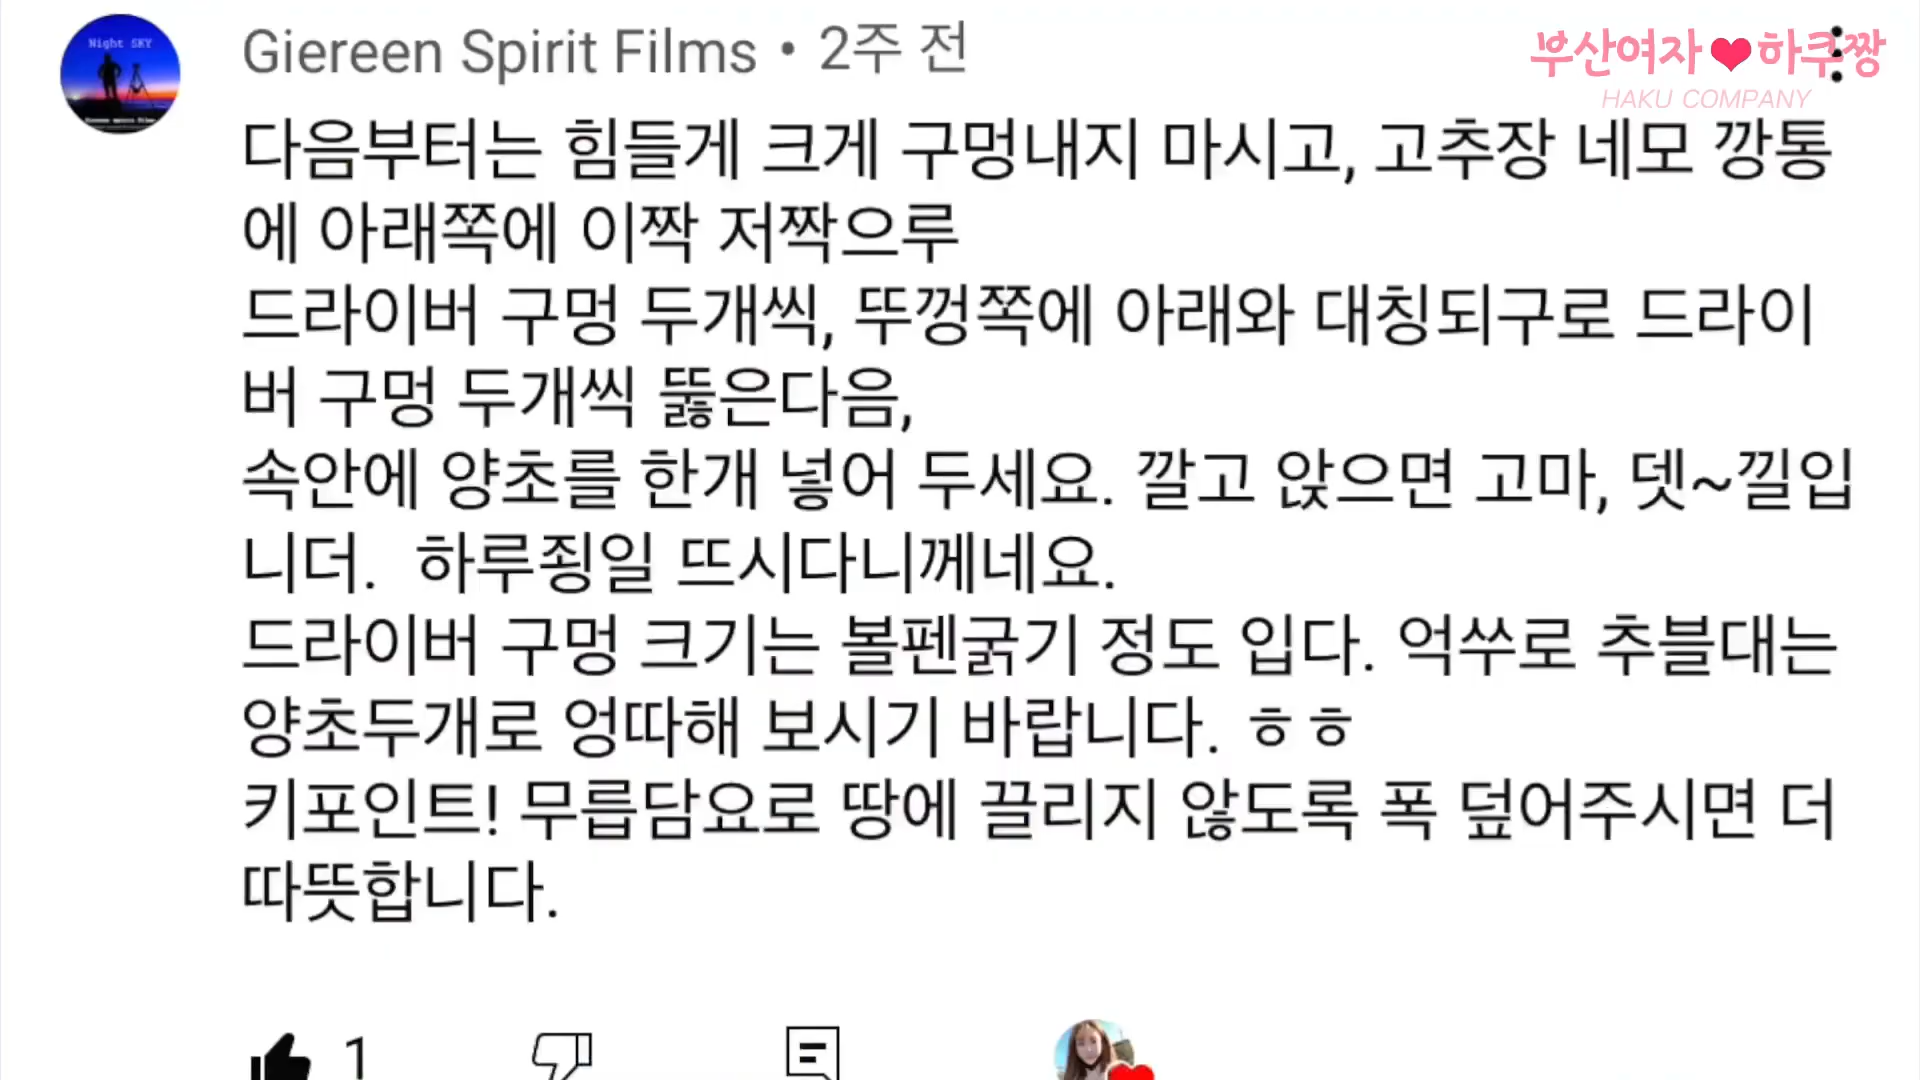 Night SKY
Giereen Spirit Films • 2주 전
부산여자♥하쿠짱
HAKU COMPANY
다음부터는 힘들게 크게 구멍내지 마시고, 고추장 네모 깡통
에 아래쪽에 이짝 저짝으루
드라이버 구멍 두개씩, 뚜껑쪽에 아래와 대칭되구로 드라이
버 구멍 두개씩 뚫은다음,
속안에 양초를 한개 넣어 두세요. 깔고 앉으면 고마, 뎃~낄입
니더.  하루죙일 뜨시다니께네요.
드라이버 구멍 크기는 볼펜굵기 정도 입다. 억쑤로 추블대는
양초두개로 엉따해 보시기 바랍니다. ㅎㅎ
키포인트! 무릅담요로 땅에 끌리지 않도록 폭 덮어주시면 더
따뜻합니다.
1